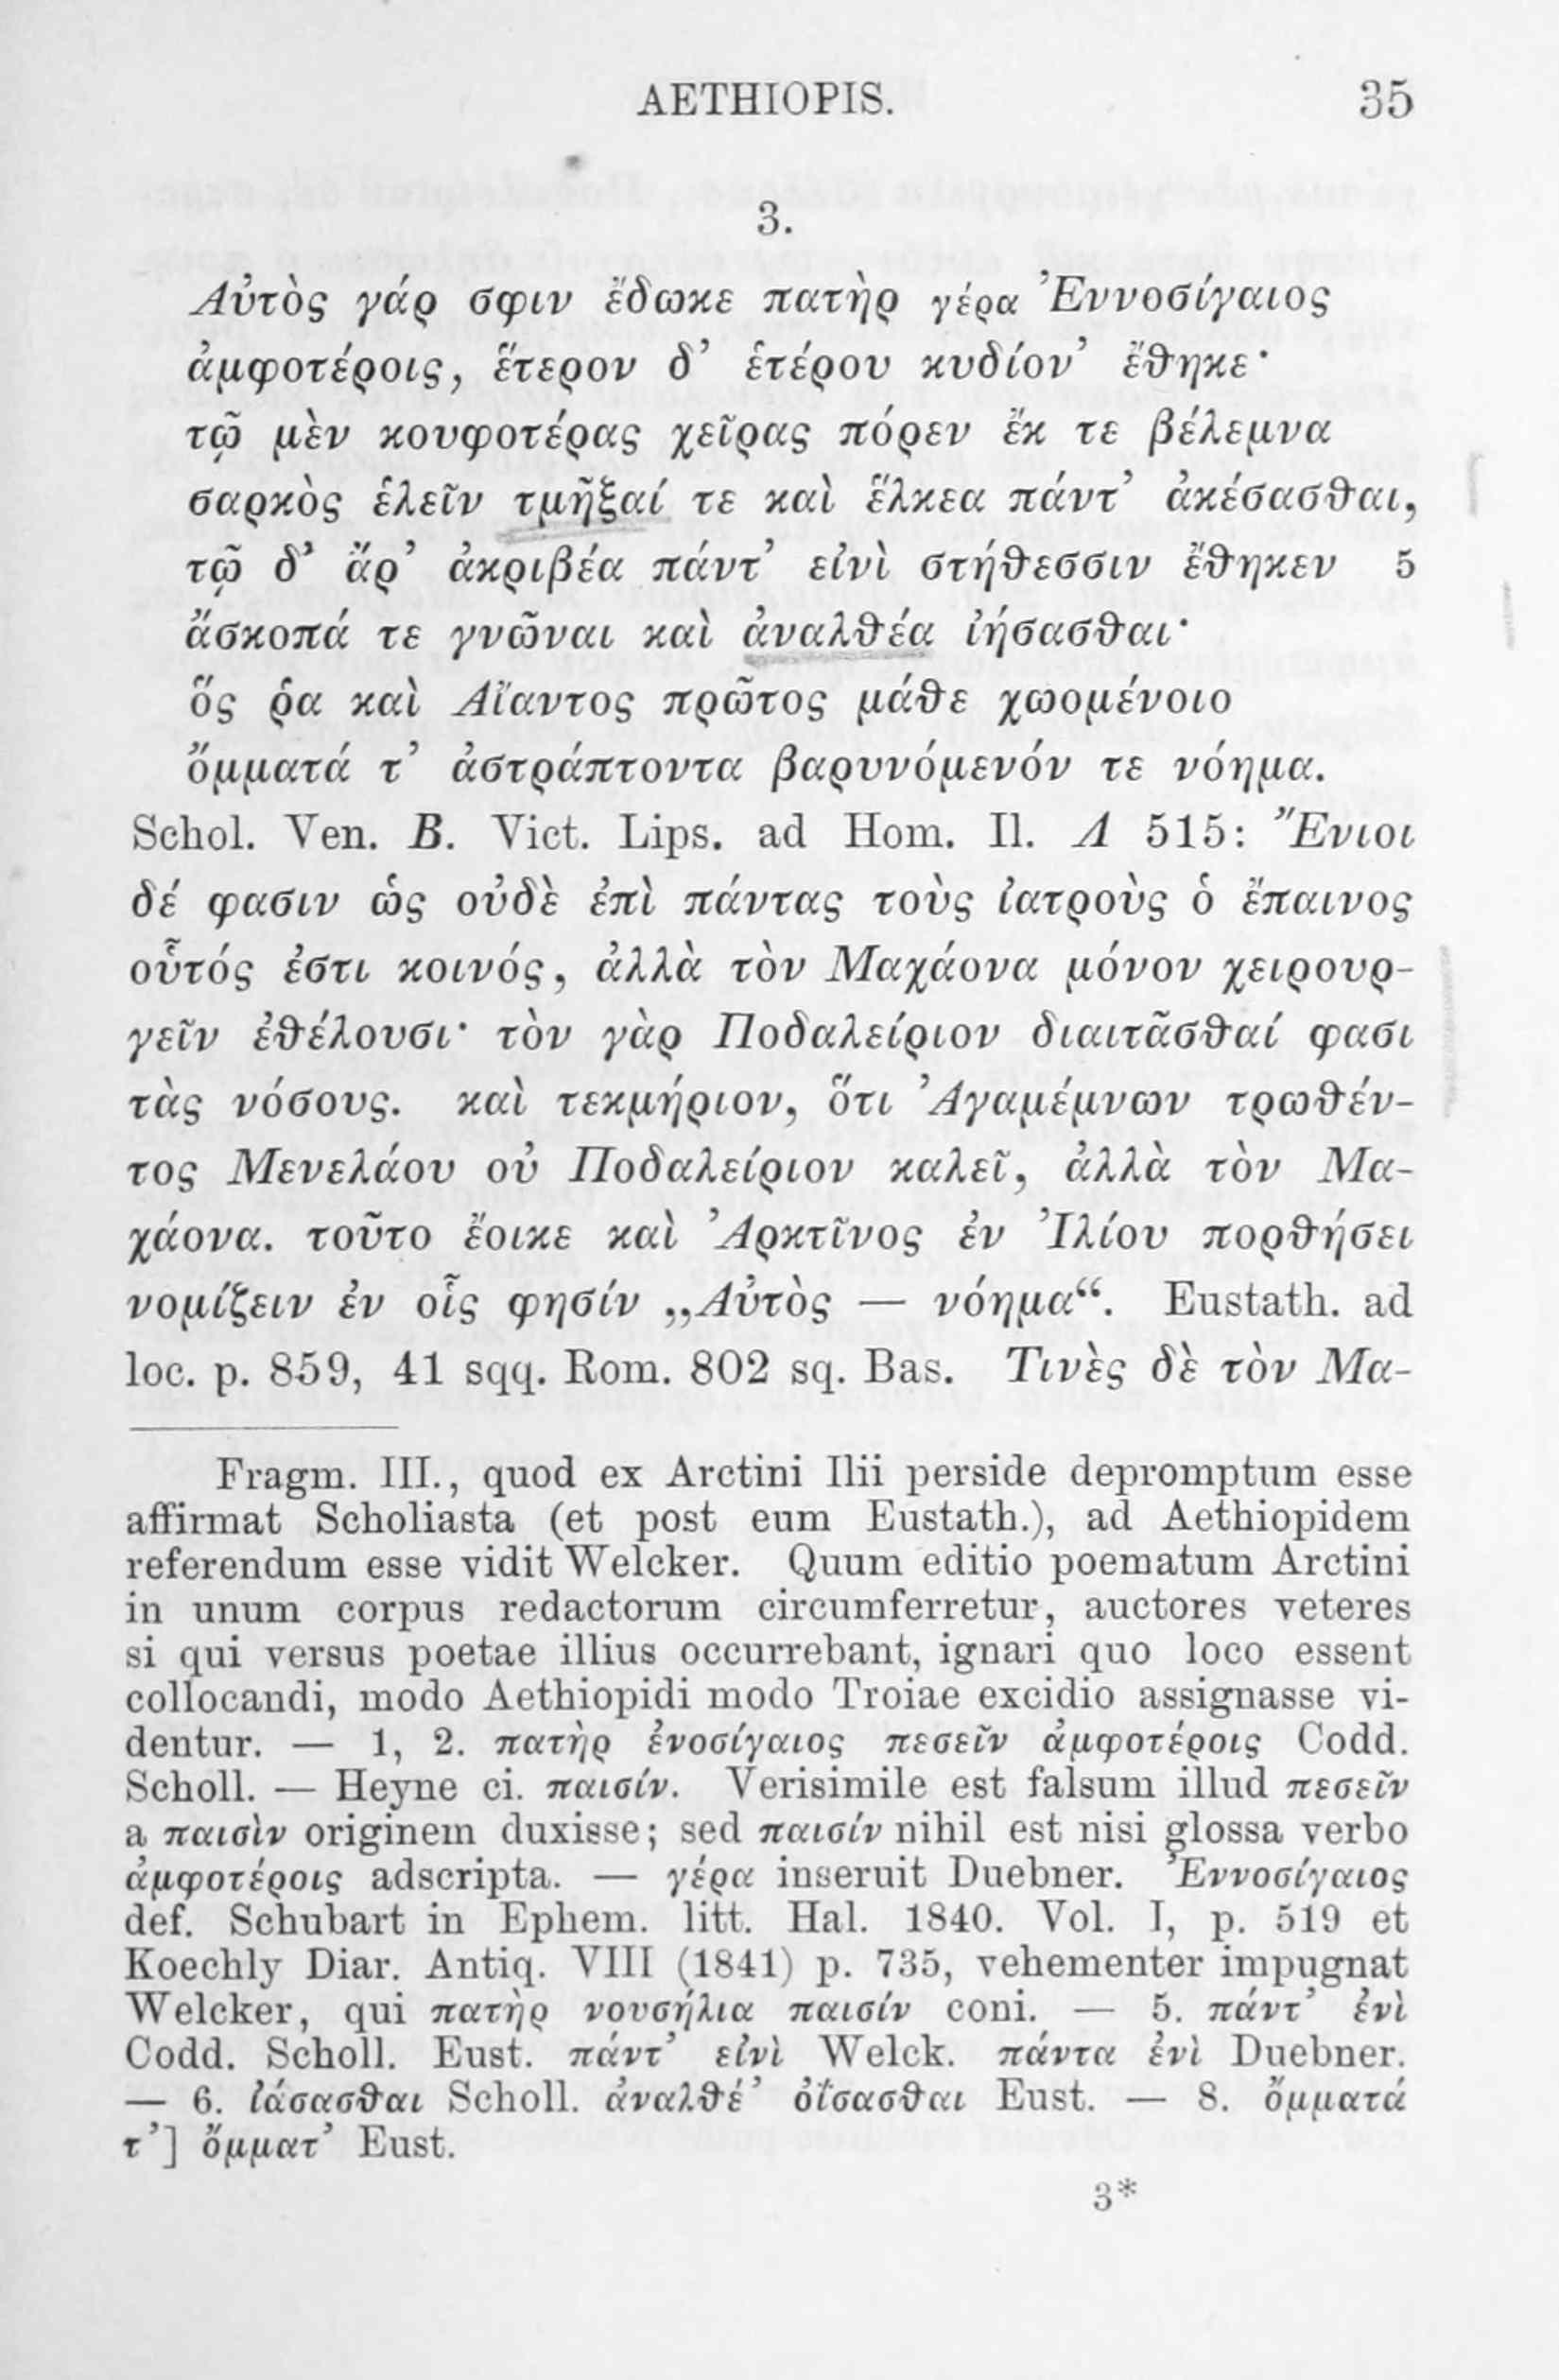 AETHIOPIS. 35
3.
Αὐτὸς γάρ σφιν ἔδωκε πατὴρ γέρα Ἐννοσίγαιος
ἀμφοτέροις, ἕτερον δ’ ἑτέρου κυδίον’ ἔθηκε·
τῷ μὲν κουφοτέρας χεῖρας πόρεν ἔκ τε βέλεμνα
σαρκὸς ἑλεῖν τμῆξαί τε καὶ ἕλκεα πάντ’ ἀκέσασθαι,
τῷ δ’ ἄρ’ ἀκριβέα πάντ’ εἰνὶ στήθεσσιν ἔθηκεν 5
ἄσκοπά τε γνῶναι καὶ ἀναλθέα ἰήσασθαι·
ὅς ῥα καὶ Αἴαντος πρῶτος μάθε χωομένοιο
ὄμματά τ’ ἀστράπτοντα βαρυνόμενόν τε νόημα.
Schol. Ven. B. Vict. Lips. ad Hom. Il. Λ 515: Ἔνιοι
δέ φασιν ὡς οὐδὲ ἐπὶ πάντας τοὺς ἰατροὺς ὁ ἔπαινος
οὗτός ἐστι κοινός, ἀλλὰ τὸν Μαχάονα μόνον χειρουρ-
γεῖν ἐθέλουσι· τὸν γὰρ Ποδαλείριον διαιτᾶσθαί φασι
τὰς νόσους. καὶ τεκμήριον, ὅτι Ἀγαμέμνων τρωθέν-
τος Μενελάου οὐ Ποδαλείριον καλεῖ, ἀλλὰ τὸν Μα-
χάονα. τοῦτο ἔοικε καὶ Ἀρκτῖνος ἐν Ἰλίου πορθήσει
νομίζειν ἐν οἷς φησίν „Αὐτὸς — νόημα“. Eustath. ad
loc. p. 859, 41 sqq. Rom. 802 sq. Bas. Τινὲς δὲ τὸν Μα-
Fragm. III., quod ex Arctini Ilii perside depromptum esse
affirmat Scholiasta (et post eum Eustath.), ad Aethiopidem
referendum esse vidit Welcker. Quum editio poematum Arctini
in unum corpus redactorum circumferretur, auctores veteres
si qui versus poetae illius occurrebant, ignari quo loco essent
collocandi, modo Aethiopidi modo Troiae excidio assignasse vi-
dentur. — 1, 2. πατὴρ ἐνοσίγαιος πεσεῖν ἀμφοτέροις Codd.
Scholl. — Heyne ci. παισίν. Verisimile est falsum illud πεσεῖν
a παισὶν originem duxisse; sed παισίν nihil est nisi glossa verbo
ἀμφοτέροις adscripta. — γέρα inseruit Duebner. Ἐννοσίγαιος
def. Schubart in Ephem. litt. Hal. 1840. Vol. I, p. 519 et
Koechly Diar. Antiq. VIII (1841) p. 735, vehementer impugnat
Welcker, qui πατὴρ νουσήλια παισίν coni. — 5. πάντ’ ἐνὶ
Codd. Scholl. Eust. πάντ’ εἰνὶ Welck. πάντα ἐνὶ Duebner.
— 6. ἰάσασθαι Scholl. ἀναλθέ’ ὀΐσασθαι Eust. — 8. ὄμματά
τ’] ὄμματ’ Eust.
3*